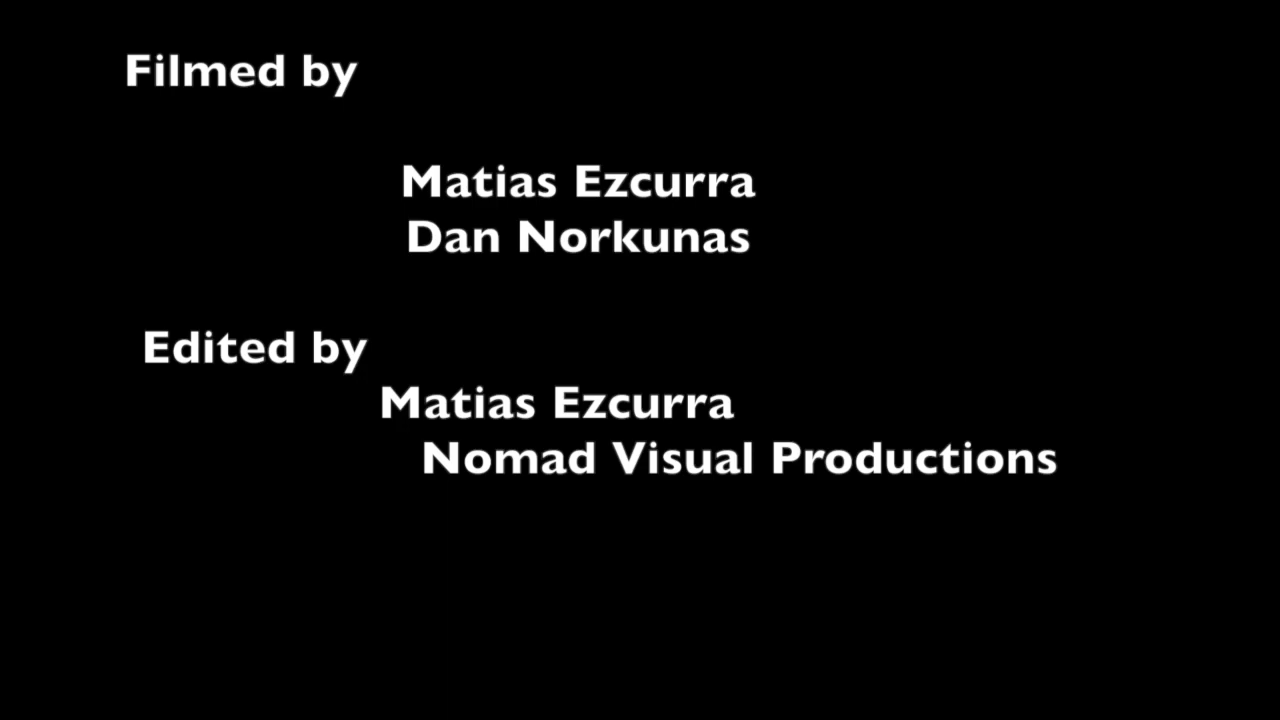 Filmed by
Matias Ezcurra
Dan Norkunas
Edited by
Matias Ezcurra
Nomad Visual Productions